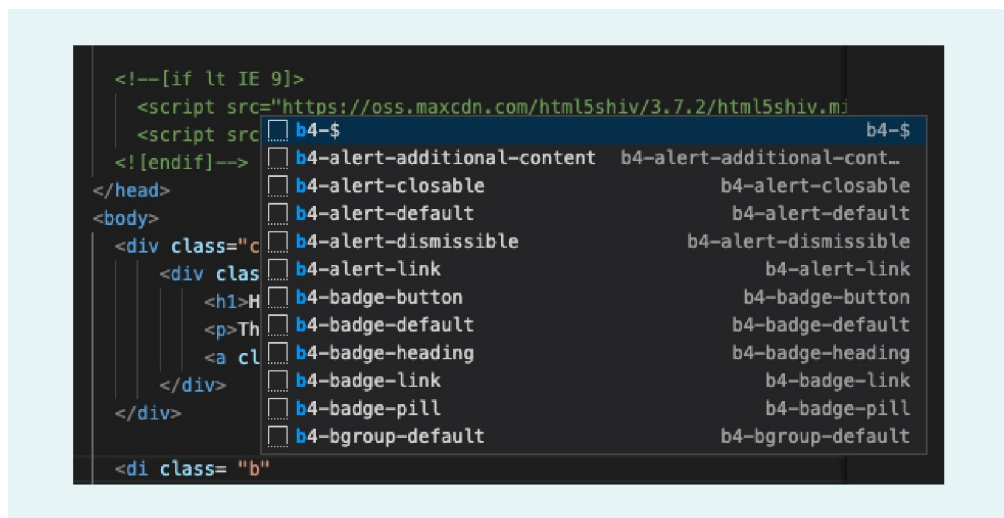 <!--[if lt IE 9]>
<script src="https://oss.maxcdn.com/html5shiv/3.7.2/html5shiv.mi
<script src
b4-$ b4-$
<![endif]-->
b4-alert-additional-content b4-alert-additional-cont…
</head>
b4-alert-closable b4-alert-closable
<body>
b4-alert-default b4-alert-default
<div class="c
b4-alert-dismissible b4-alert-dismissible
<div clas
b4-alert-link b4-alert-link
<h1>H
b4-badge-button b4-badge-button
<p>Th
b4-badge-default b4-badge-default
<a cl
b4-badge-heading b4-badge-heading
</div>
b4-badge-link b4-badge-link
</div>
b4-badge-pill b4-badge-pill
b4-bgroup-default b4-bgroup-default
<di class= "b"